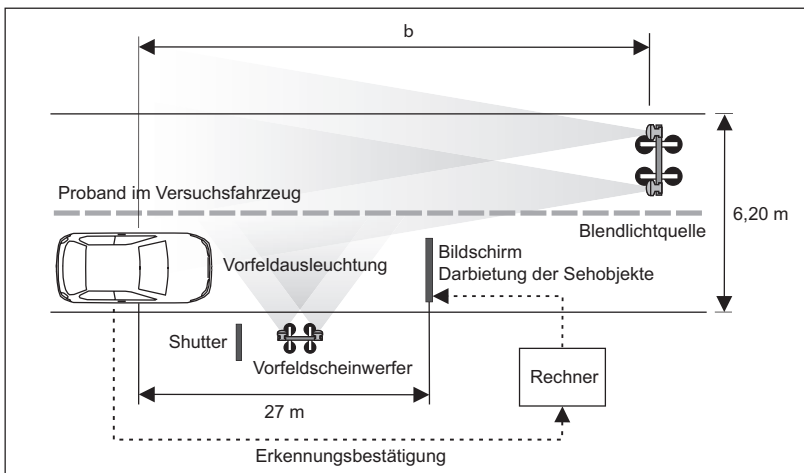 b
Proband im Versuchsfahrzeug
6,20 m
Blendlichtquelle
Vorfeldausleuchtung
Bildschirm
Darbietung der Sehobjekte
Shutter
Vorfeldscheinwerfer
Rechner
27 m
Erkennungsbestätigung